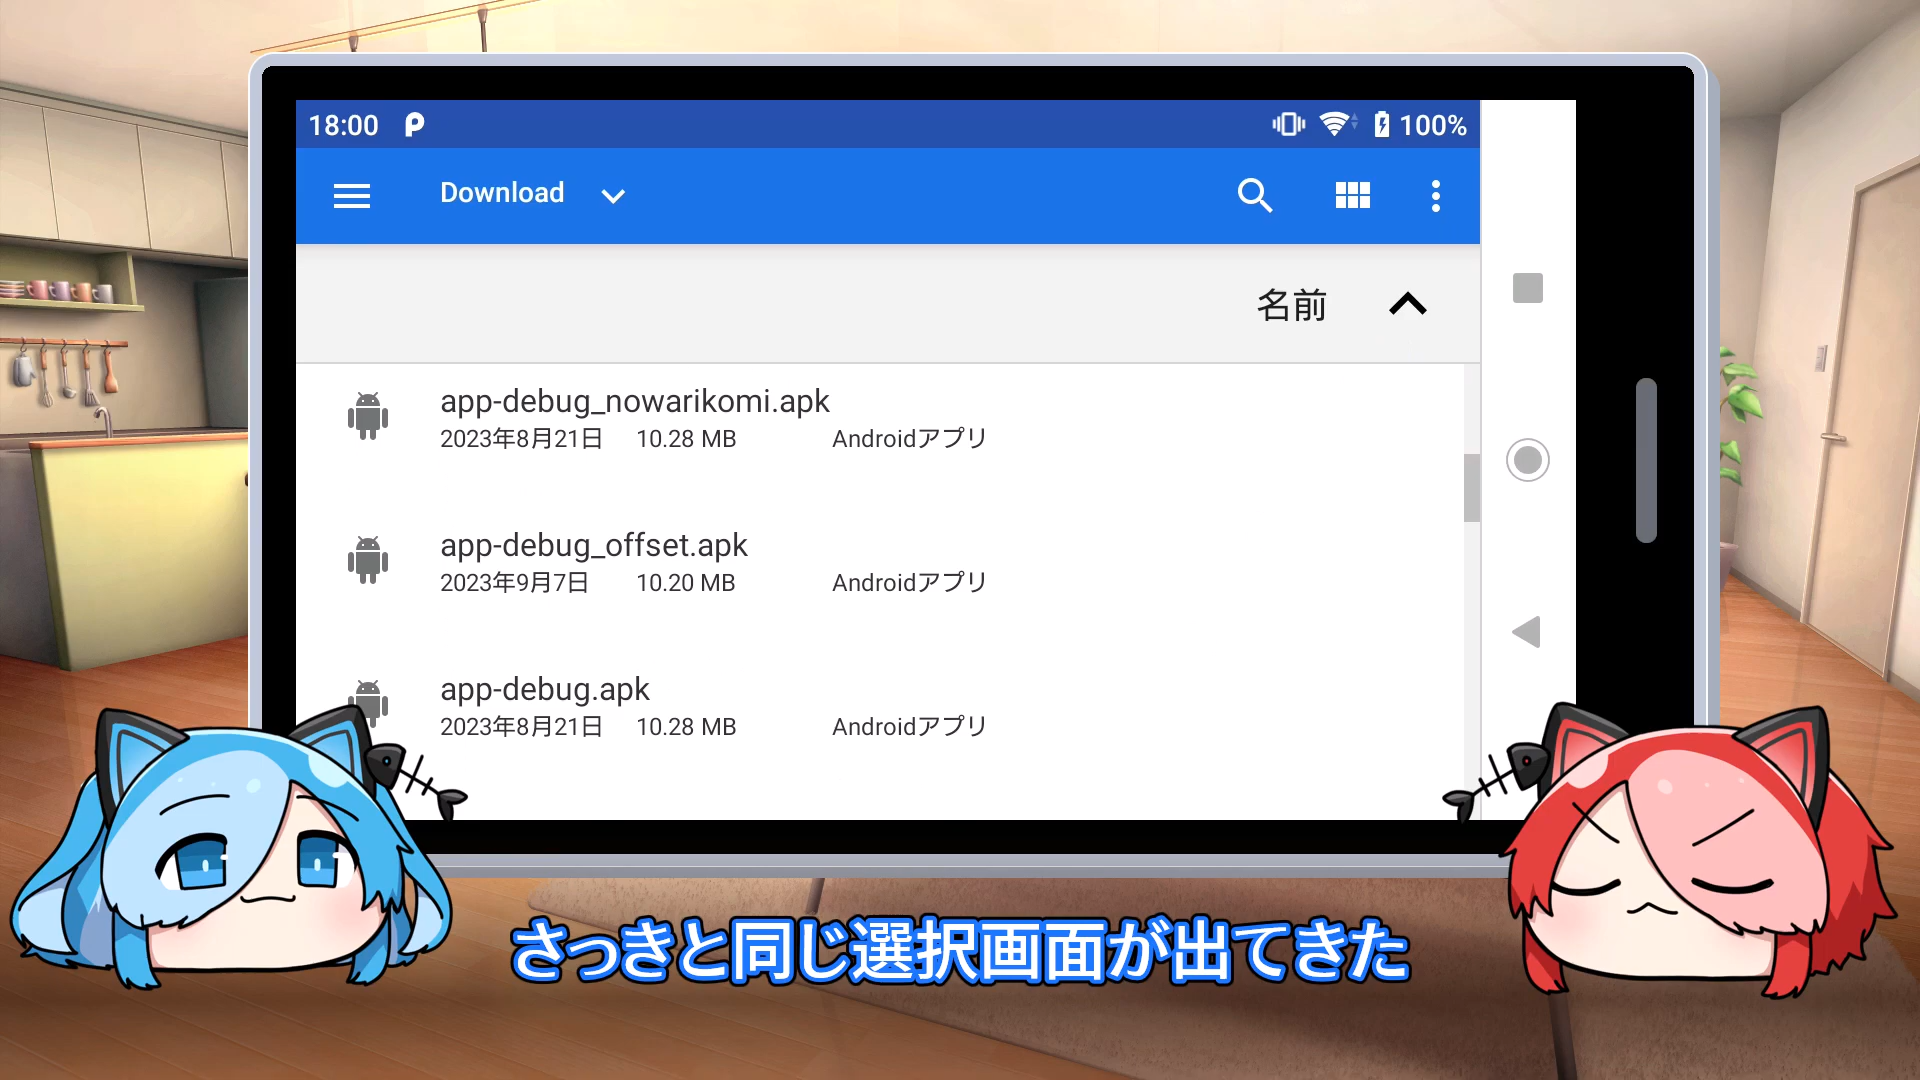 18:00 100%
Download
名前
app-debug_nowarikomi.apk
2023年8月21日 10.28 MB Androidアプリ
app-debug_offset.apk
2023年9月7日 10.20 MB Androidアプリ
app-debug.apk
2023年8月21日 10.28 MB Androidアプリ
さっきと同じ選択画面が出てきた